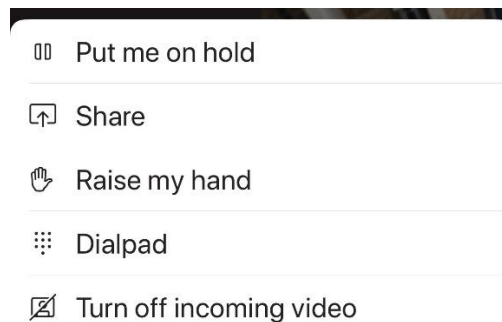 Put me on hold
Share
Raise my hand
Dialpad
Turn off incoming video